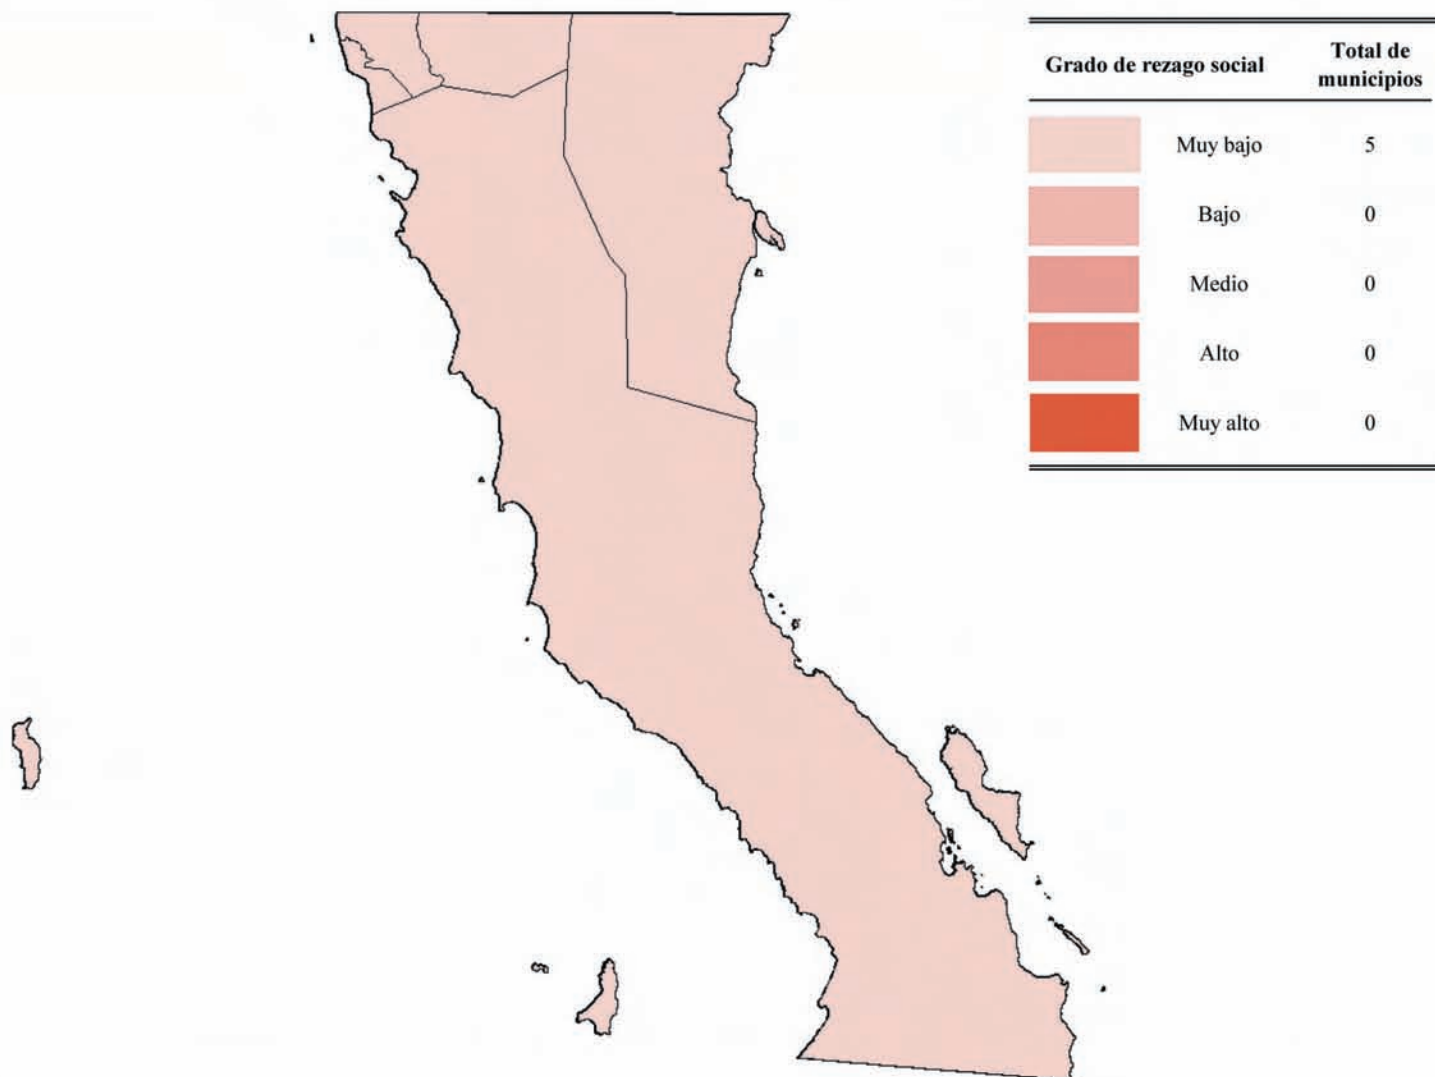 Grado de rezago social Total de municipios
Muy bajo 5
Bajo 0
Medio 0
Alto 0
Muy alto 0